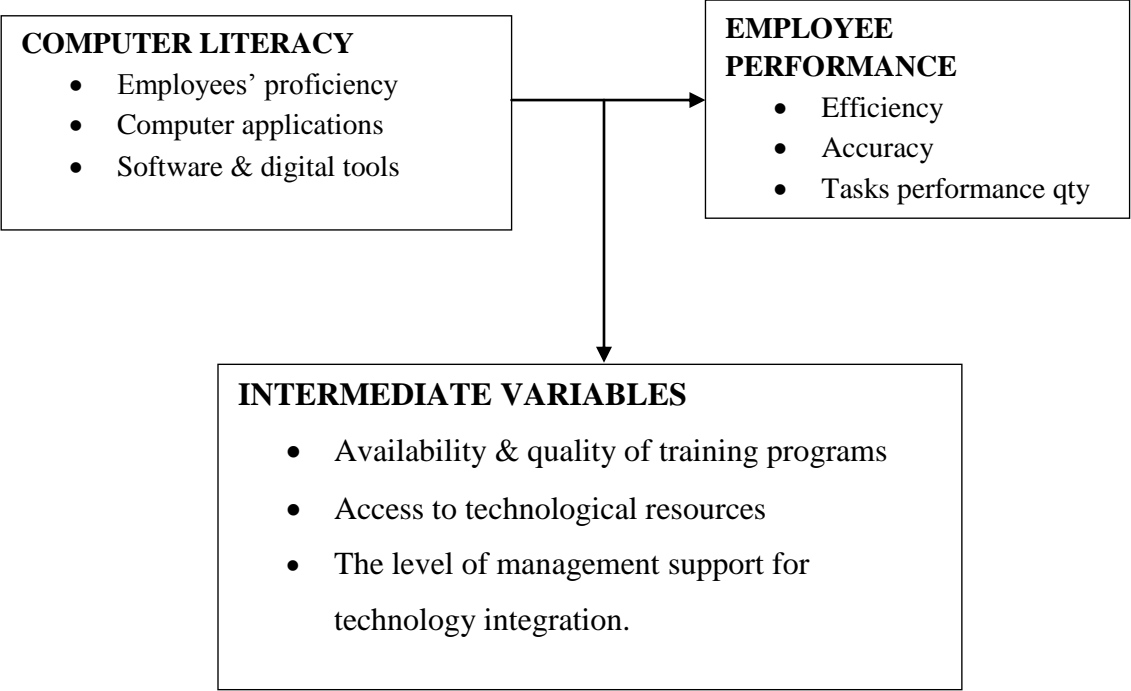 COMPUTER LITERACY
• Employees’ proficiency
• Computer applications
• Software & digital tools
EMPLOYEE
PERFORMANCE
• Efficiency
• Accuracy
• Tasks performance qty
INTERMEDIATE VARIABLES
• Availability & quality of training programs
• Access to technological resources
• The level of management support for
technology integration.